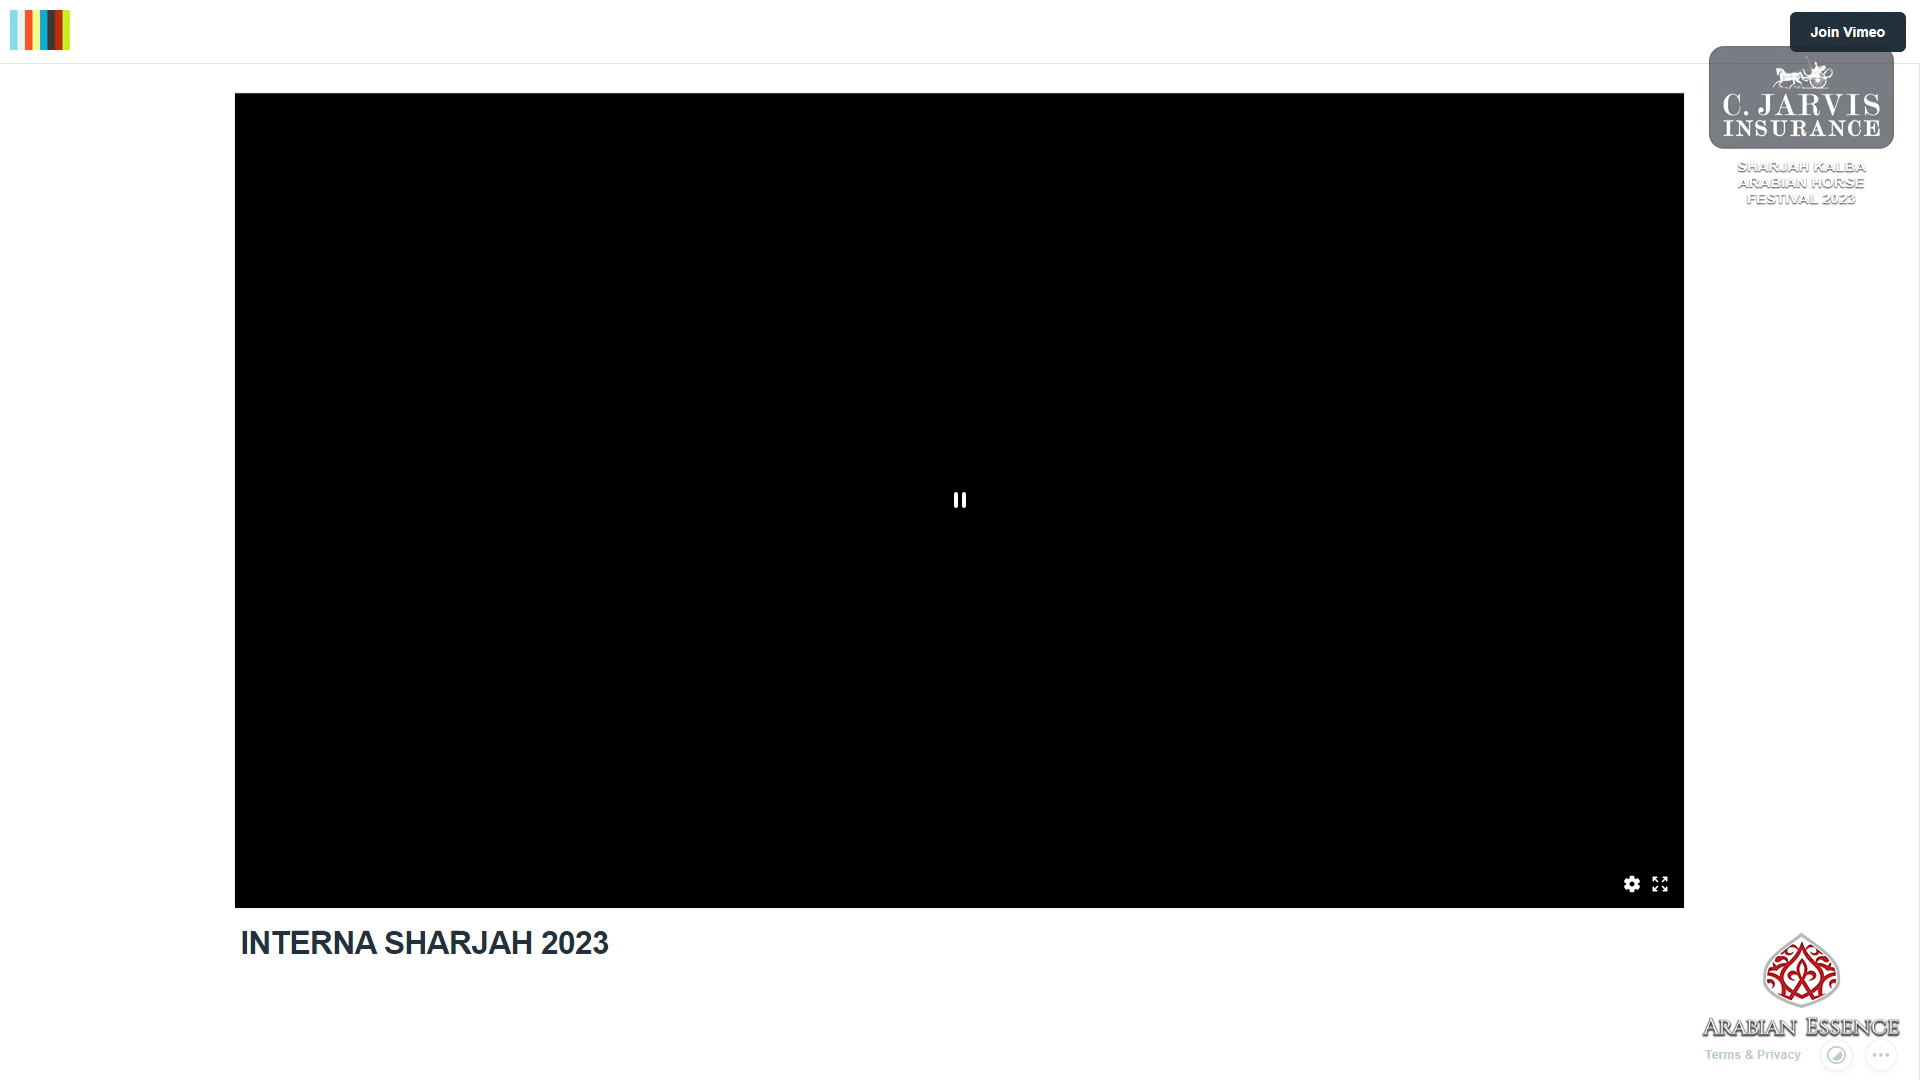 Join Vimeo
C. JARVIS
INSURANCE
SHARJAH KALBA
ARABIAN HORSE
FESTIVAL 2023
INTERNA SHARJAH 2023
ARABIAN ESSENCE
Terms & Privacy